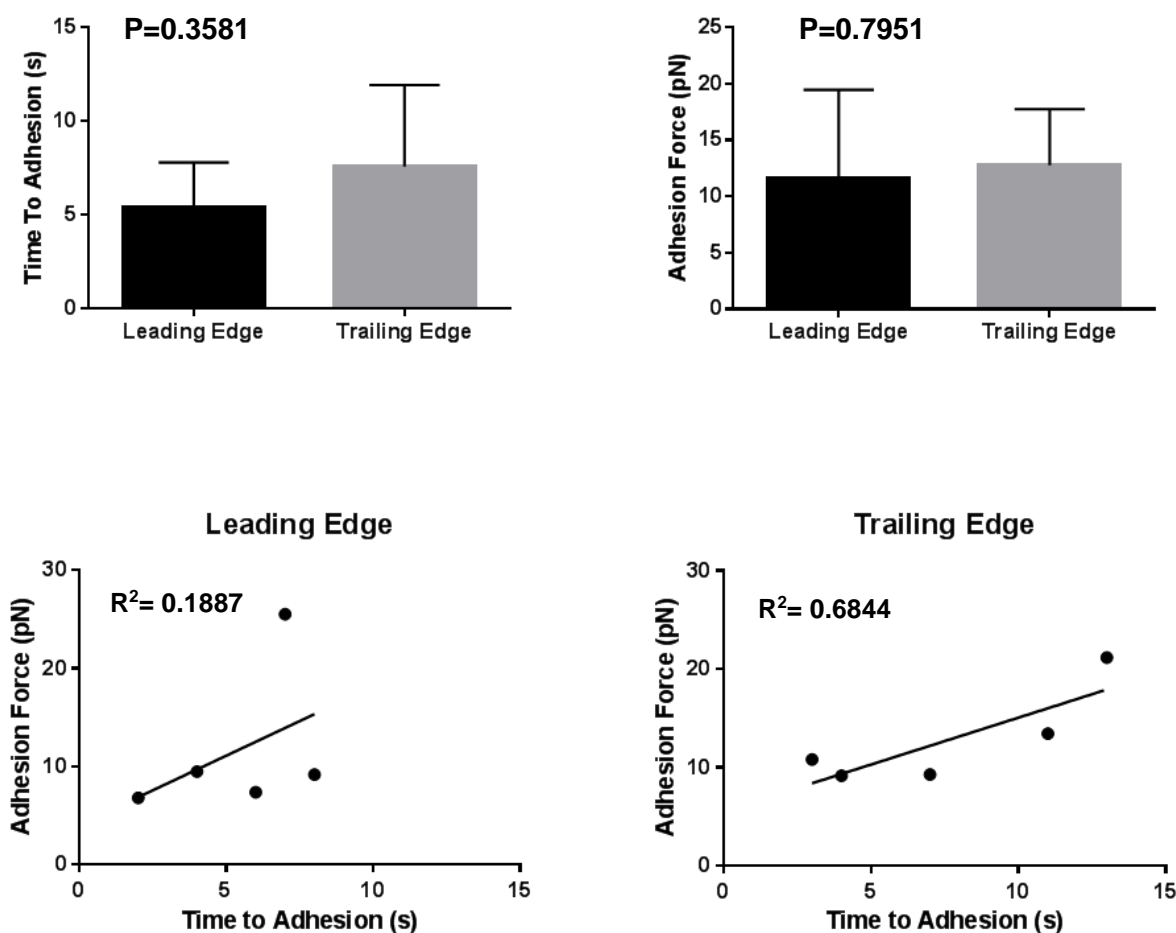 P=0.3581
Time To Adhesion (s)
15
10
5
0
Leading Edge
Trailing Edge
P=0.7951
Adhesion Force (pN)
25
20
15
10
5
0
Leading Edge
Trailing Edge
Leading Edge
R²= 0.1887
Adhesion Force (pN)
30
20
10
0
0 5 10 15
Time to Adhesion (s)
Trailing Edge
R²= 0.6844
Adhesion Force (pN)
30
20
10
0
0 5 10 15
Time to Adhesion (s)